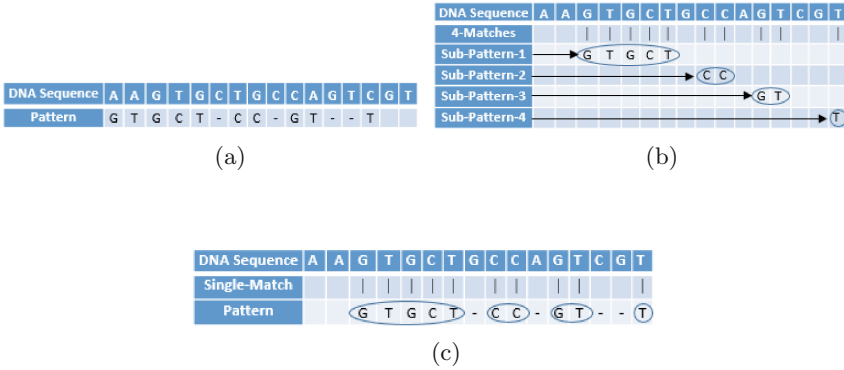 DNA Sequence A A G T G C T G C C A G T C G T
Pattern G T G C T - C C - G T - - T
(a)
DNA Sequence A A G T G C T G C C A G T C G T
4-Matches | | | | | | | | | |
Sub-Pattern-1 G T G C T
Sub-Pattern-2 C C
Sub-Pattern-3 G T
Sub-Pattern-4 T
(b)
DNA Sequence A A G T G C T G C C A G T C G T
Single-Match | | | | | | | | | |
Pattern G T G C T - C C - G T - - T
(c)